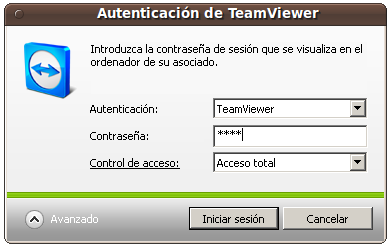 Autenticación de TeamViewer
Introduzca la contraseña de sesión que se visualiza en el
ordenador de su asociado.
Autenticación: TeamViewer
Contraseña: ****
Control de acceso: Acceso total
Avanzado Iniciar sesión Cancelar